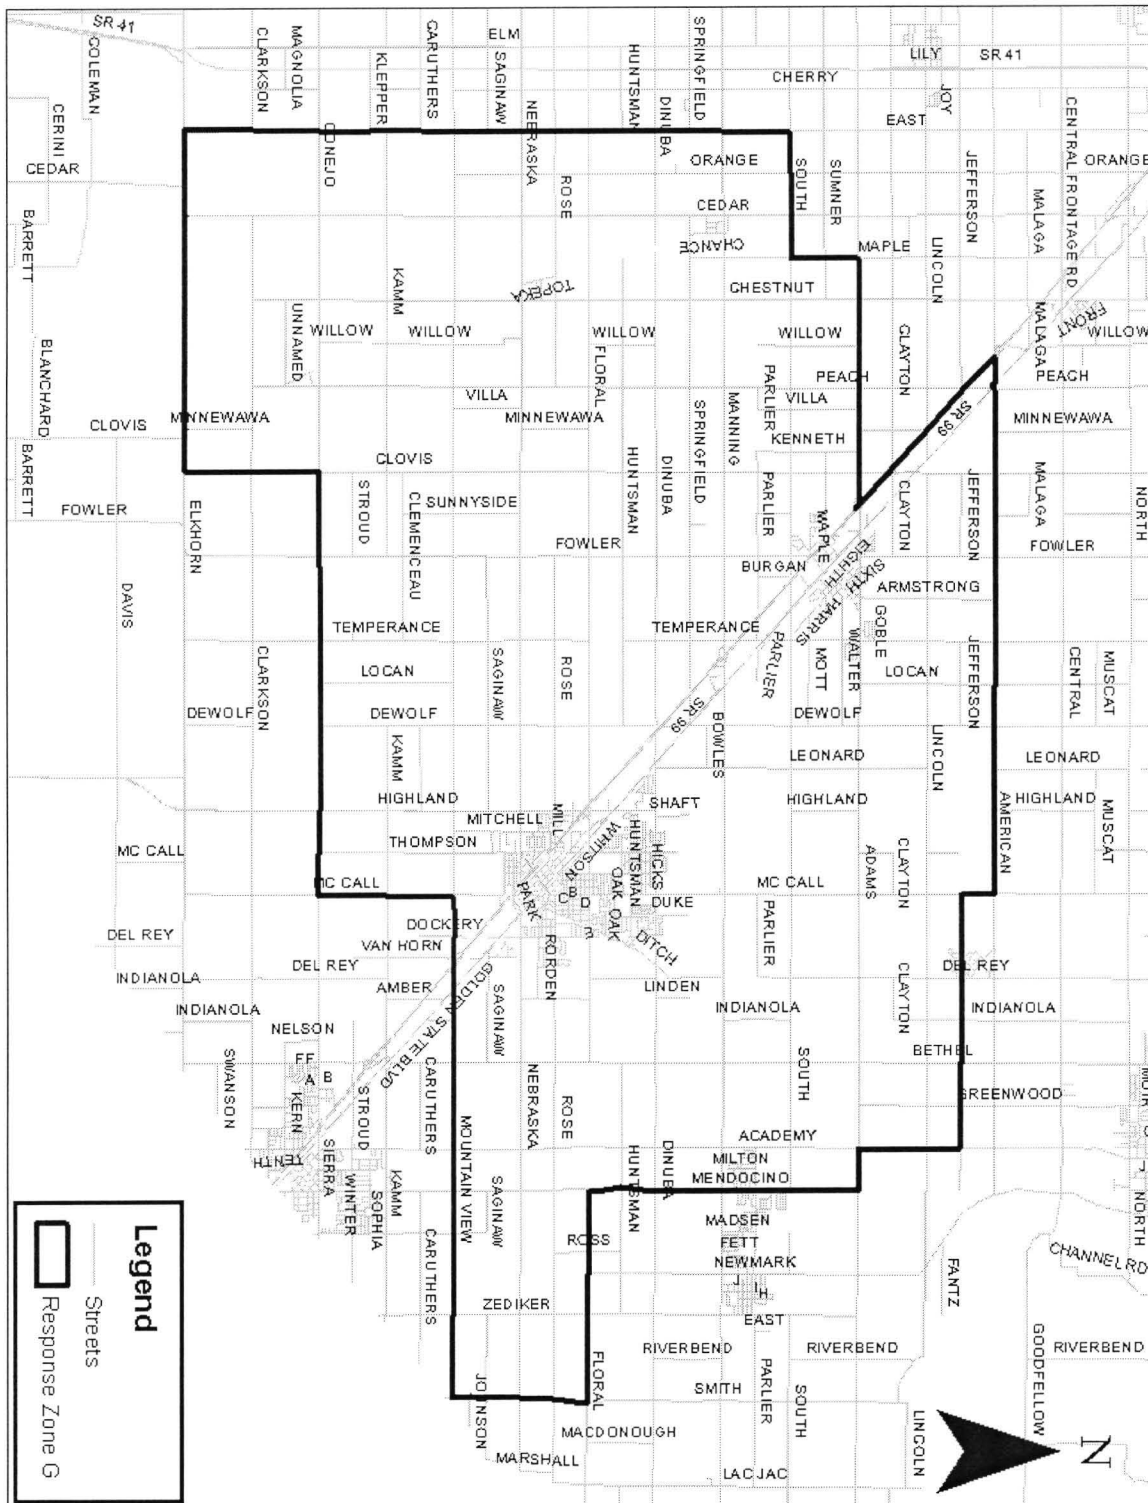 SR 41
COLEMAN
CLARKSON
MAGNOLIA
KLEPPER
CARUTHERS
ELM
SAGINAW
NEBRASKA
HUNTSMAN
DINUBA
SPRINGFIELD
CHERRY
LILY
SR 41
JOY
EAST
CERINI
CEDAR
CONEJO
ROSE
ORANGE
SOUTH
SUMNER
JEFFERSON
CENTRAL FRONTAGE RD
ORANGE
BARRETT
CEDAR
CHANCE
MAPLE
LINCOLN
MALAGA
KAMM
TOPEKA
CHESTNUT
UNNAMED
WILLOW
WILLOW
WILLOW
WILLOW
FRONT
WILLOW
BLANCHARD
FLORAL
PARLIER
PEACH
CLAYTON
MALAGA
PEACH
VILLA
VILLA
CLOVIS
MINNEWAWA
MINNEWAWA
SPRINGFIELD
MANNING
KENNETH
SR 99
MINNEWAWA
BARRETT
CLOVIS
HUNTSMAN
DINUBA
PARLIER
FOWLER
ELKHORN
STROUD
CLEMENCEAU
SUNNYSIDE
MAPLE
CLAYTON
JEFFERSON
MALAGA
NORTH
FOWLER
BURGAN
EIGHTH
SIXTH
FOWLER
DAVIS
ARMSTRONG
HARRIS
GOBLE
TEMPERANCE
TEMPERANCE
PARLIER
MOTT
WALTER
JEFFERSON
CLARKSON
LOCAN
SAGINAW
ROSE
LOCAN
CENTRAL
MUSCAT
DEWOLF
DEWOLF
SR 99
BOWLES
DEWOLF
KAMM
LEONARD
LINCOLN
LEONARD
HIGHLAND
MITCHELL
MILL
SHAFT
HIGHLAND
AMERICAN
HIGHLAND
MUSCAT
THOMPSON
WHITSON
HUNTSMAN
HICKS
MC CALL
ADAMS
CLAYTON
MC CALL
PARK
C
B
D
OAK
OAK
DUKE
MC CALL
DOCKERY
E
PARLIER
DEL REY
VAN HORN
RORDEN
DITCH
DEL REY
INDIANOLA
DEL REY
AMBER
GOLDEN STATE BLVD
SAGINAW
LINDEN
CLAYTON
INDIANOLA
INDIANOLA
INDIANOLA
NELSON
BETHEL
SWANSON
FF
A
B
KERN
STROUD
CARUTHERS
NEBRASKA
ROSE
SOUTH
GREENWOOD
MOUNTAIN VIEW
ACADEMY
TENTH
SIERRA
WINTER
SOPHIA
KAMM
SAGINAW
HUNTSMAN
DINUBA
MILTON
MENDOCINO
NORTH
MADSEN
CARUTHERS
ROSS
FETT
NEWMARK
FANTZ
CHANNEL RD
J
I
H
ZEDIKER
EAST
GOODFELLOW
FLORAL
RIVERBEND
RIVERBEND
RIVERBEND
SMITH
PARLIER
SOUTH
JOHNSON
MACDONOUGH
LINCOLN
MARSHALL
LAC JAC
N
Legend
Streets
Response Zone G